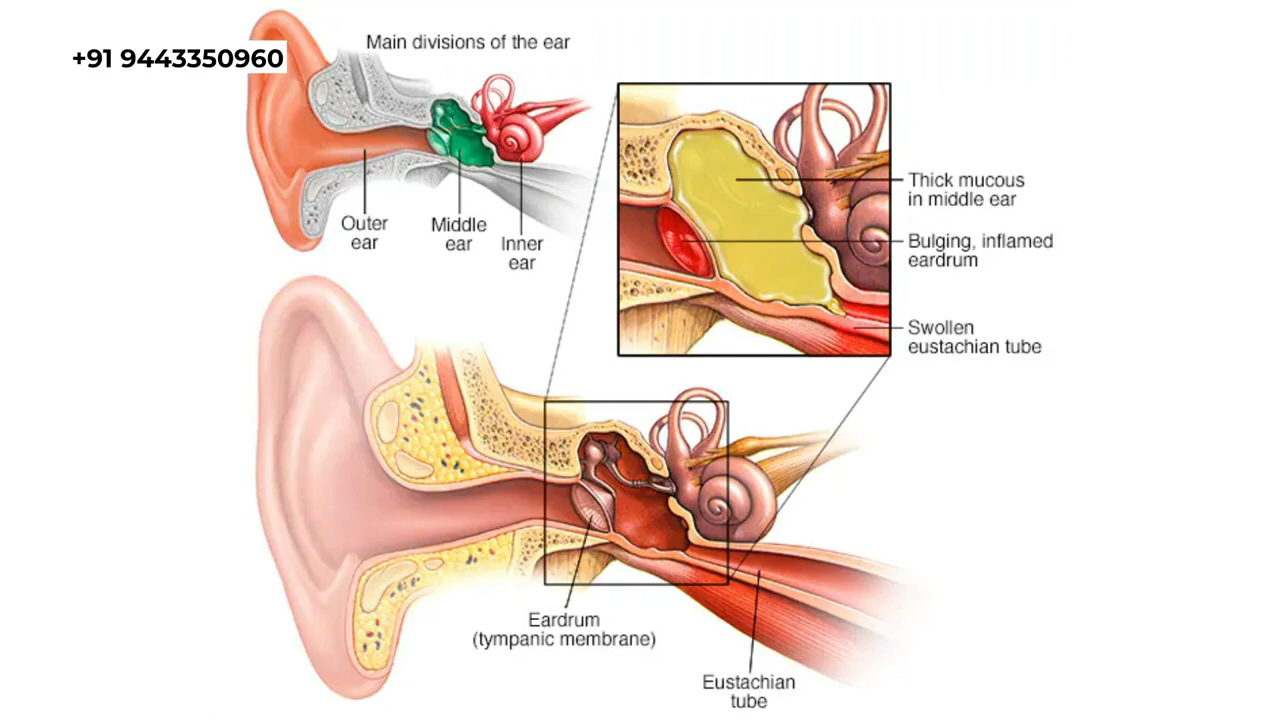 +91 9443350960
Main divisions of the ear
Outer
ear
Middle
ear
Inner
ear
Thick mucous
in middle ear
Bulging, inflamed
eardrum
Swollen
eustachian tube
Eardrum
(tympanic membrane)
Eustachian
tube